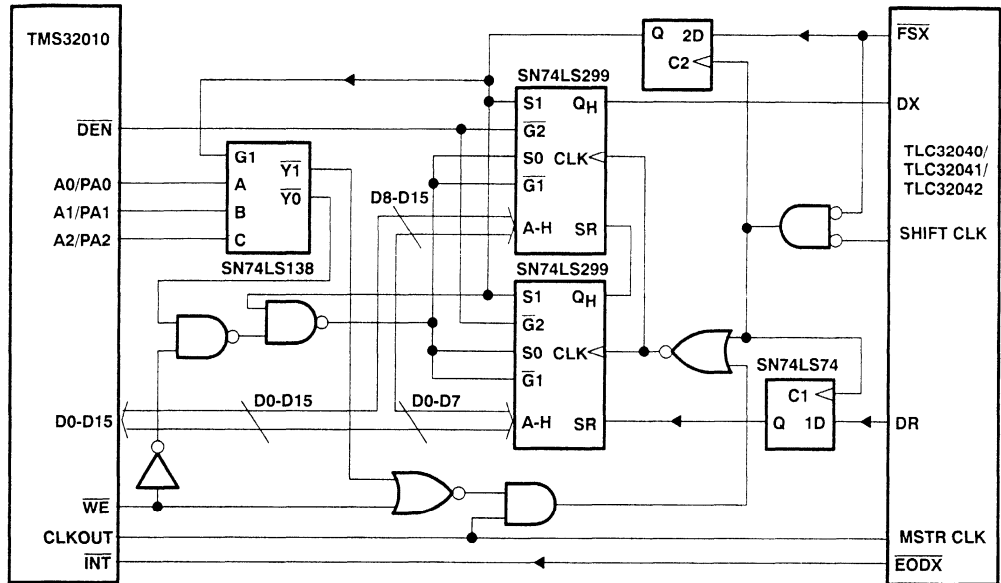 TMS32010
DEN
A0/PA0
A1/PA1
A2/PA2
D0-D15
WE
CLKOUT
INT
G1
A
B
C
Y1
Y0
SN74LS138
D8-D15
D0-D15
D0-D7
SN74LS299
S1
QH
G2
S0
CLK
G1
A-H
SR
SN74LS299
S1
QH
G2
S0
CLK
G1
A-H
SR
Q
2D
C2
SN74LS74
C1
Q
1D
FSX
DX
TLC32040/
TLC32041/
TLC32042
SHIFT CLK
DR
MSTR CLK
EODX